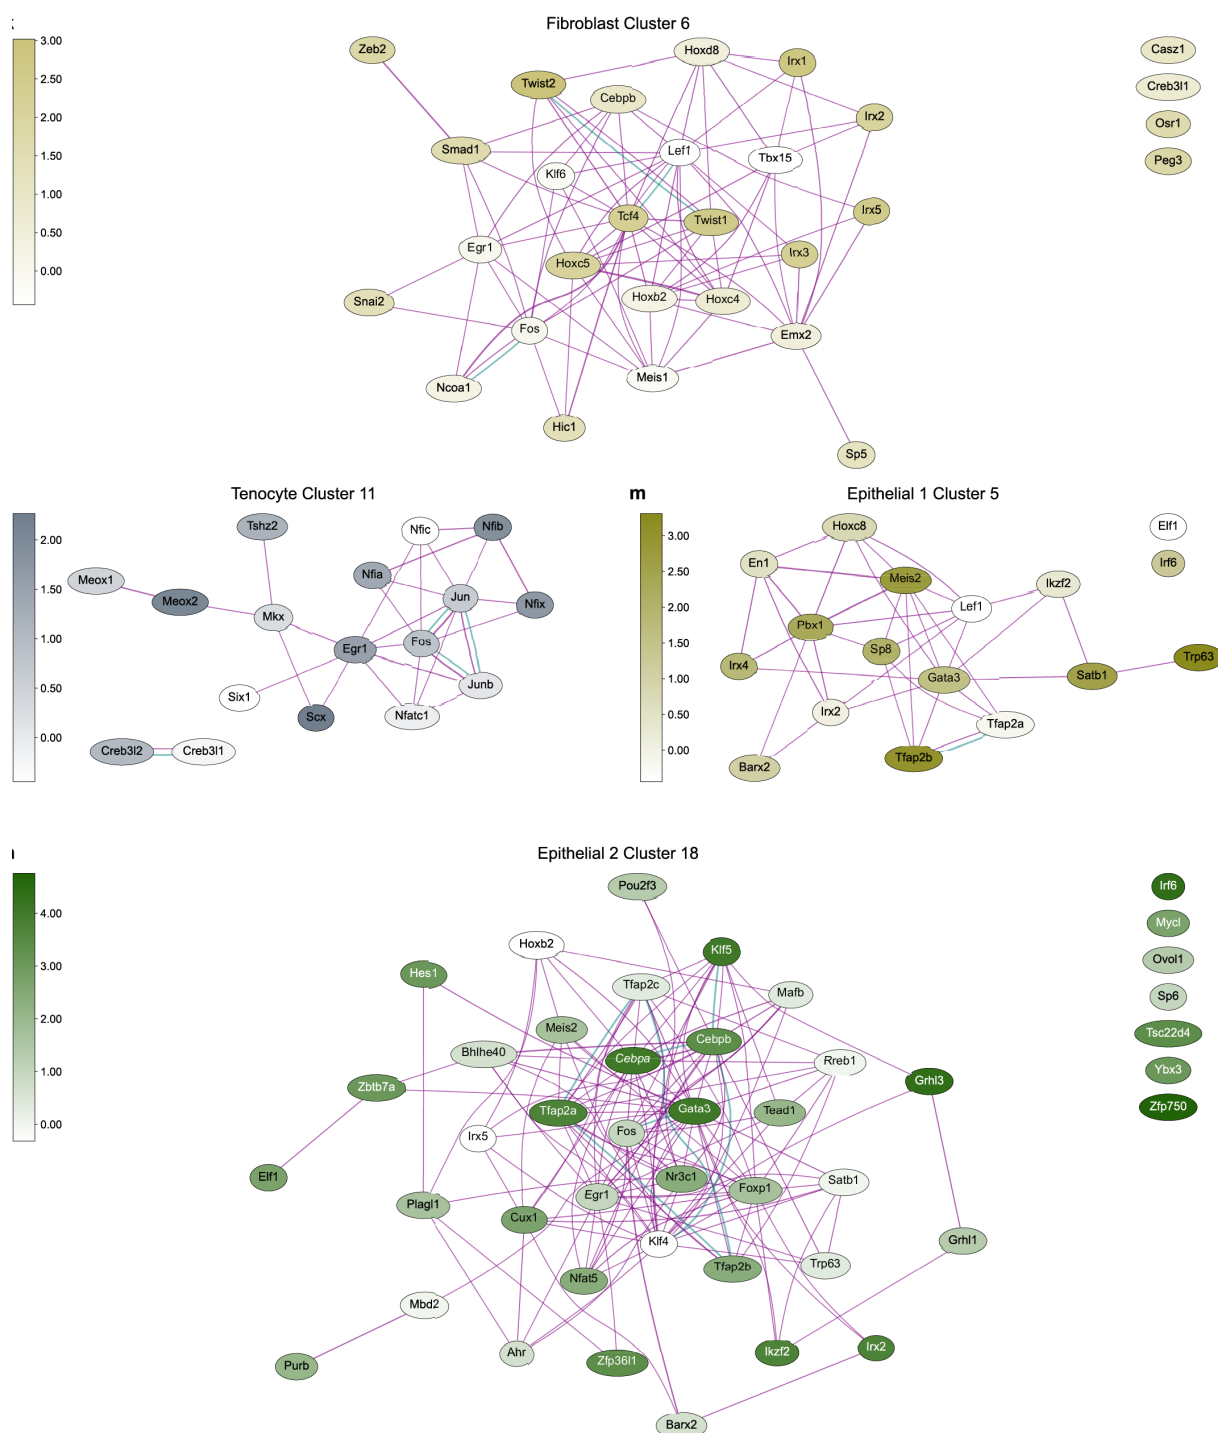 Fibroblast Cluster 6
3.00
2.50
2.00
1.50
1.00
0.50
0.00
Zeb2
Hoxd8
Irx1
Casz1
Twist2
Cebpb
Creb3l1
Irx2
Osr1
Smad1
Lef1
Tbx15
Peg3
Klf6
Tcf4
Twist1
Irx5
Egr1
Hoxc5
Irx3
Snai2
Hoxb2
Hoxc4
Fos
Emx2
Ncoa1
Meis1
Hic1
Sp5
Tenocyte Cluster 11
2.00
1.50
1.00
0.50
0.00
Tshz2
Nfic
Nfib
Meox1
Nfia
Meox2
Jun
Nfix
Mkx
Egr1
Fos
Six1
Junb
Scx
Nfatc1
Creb3l2
Creb3l1
m
Epithelial 1 Cluster 5
3.00
2.50
2.00
1.50
1.00
0.50
0.00
Hoxc8
Elf1
En1
Meis2
Ikzf2
Irf6
Lef1
Pbx1
Sp8
Irx4
Gata3
Satb1
Trp63
Irx2
Tfap2a
Barx2
Tfap2b
Epithelial 2 Cluster 18
4.00
3.00
2.00
1.00
0.00
Pou2f3
Irf6
Hoxb2
Klf5
Mycl
Hes1
Tfap2c
Mafb
Ovol1
Meis2
Sp6
Bhlhe40
Cebpa
Cebpb
Rreb1
Tsc22d4
Zbtb7a
Grhl3
Ybx3
Tfap2a
Gata3
Tead1
Zfp750
Irx5
Fos
Elf1
Nr3c1
Satb1
Plagl1
Egr1
Foxp1
Cux1
Klf4
Grhl1
Nfat5
Tfap2b
Trp63
Mbd2
Purb
Ahr
Zfp36l1
Ikzf2
Irx2
Barx2